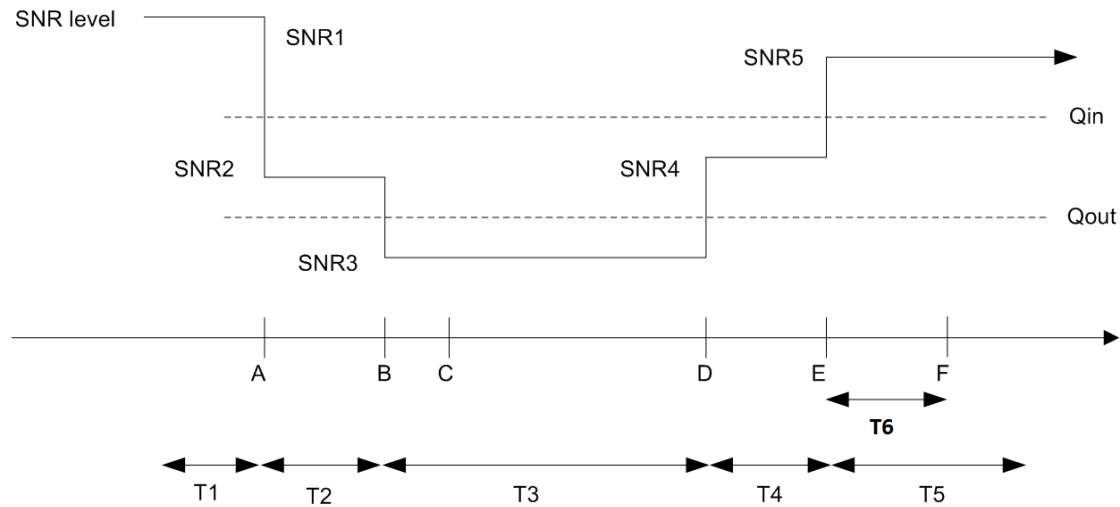 SNR level
SNR1
SNR5
Qin
SNR2
SNR4
Qout
SNR3
A B C D E F
T6
T1 T2 T3 T4 T5